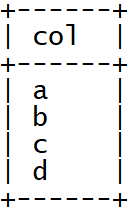 +------+
| col  |
+------+
| a    |
| b    |
| c    |
| d    |
+------+